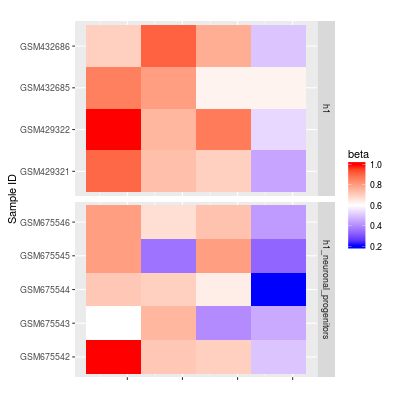 GSM432686
GSM432685
GSM429322
GSM429321
h1
GSM675546
GSM675545
GSM675544
GSM675543
GSM675542
h1_neuronal_progenitors
Sample ID
beta
1.0
0.8
0.6
0.4
0.2